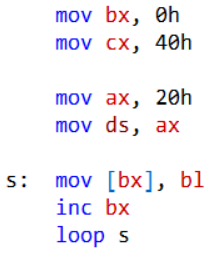 mov bx, 0h
mov cx, 40h
mov ax, 20h
mov ds, ax
s: mov [bx], bl
inc bx
loop s